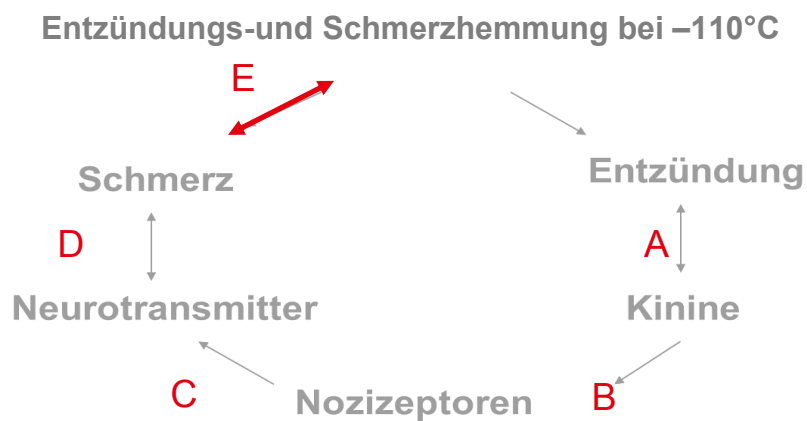 Entzündungs-und Schmerzhemmung bei –110°C
E
Schmerz
Entzündung
D
A
Neurotransmitter
Kinine
C
Nozizeptoren
B